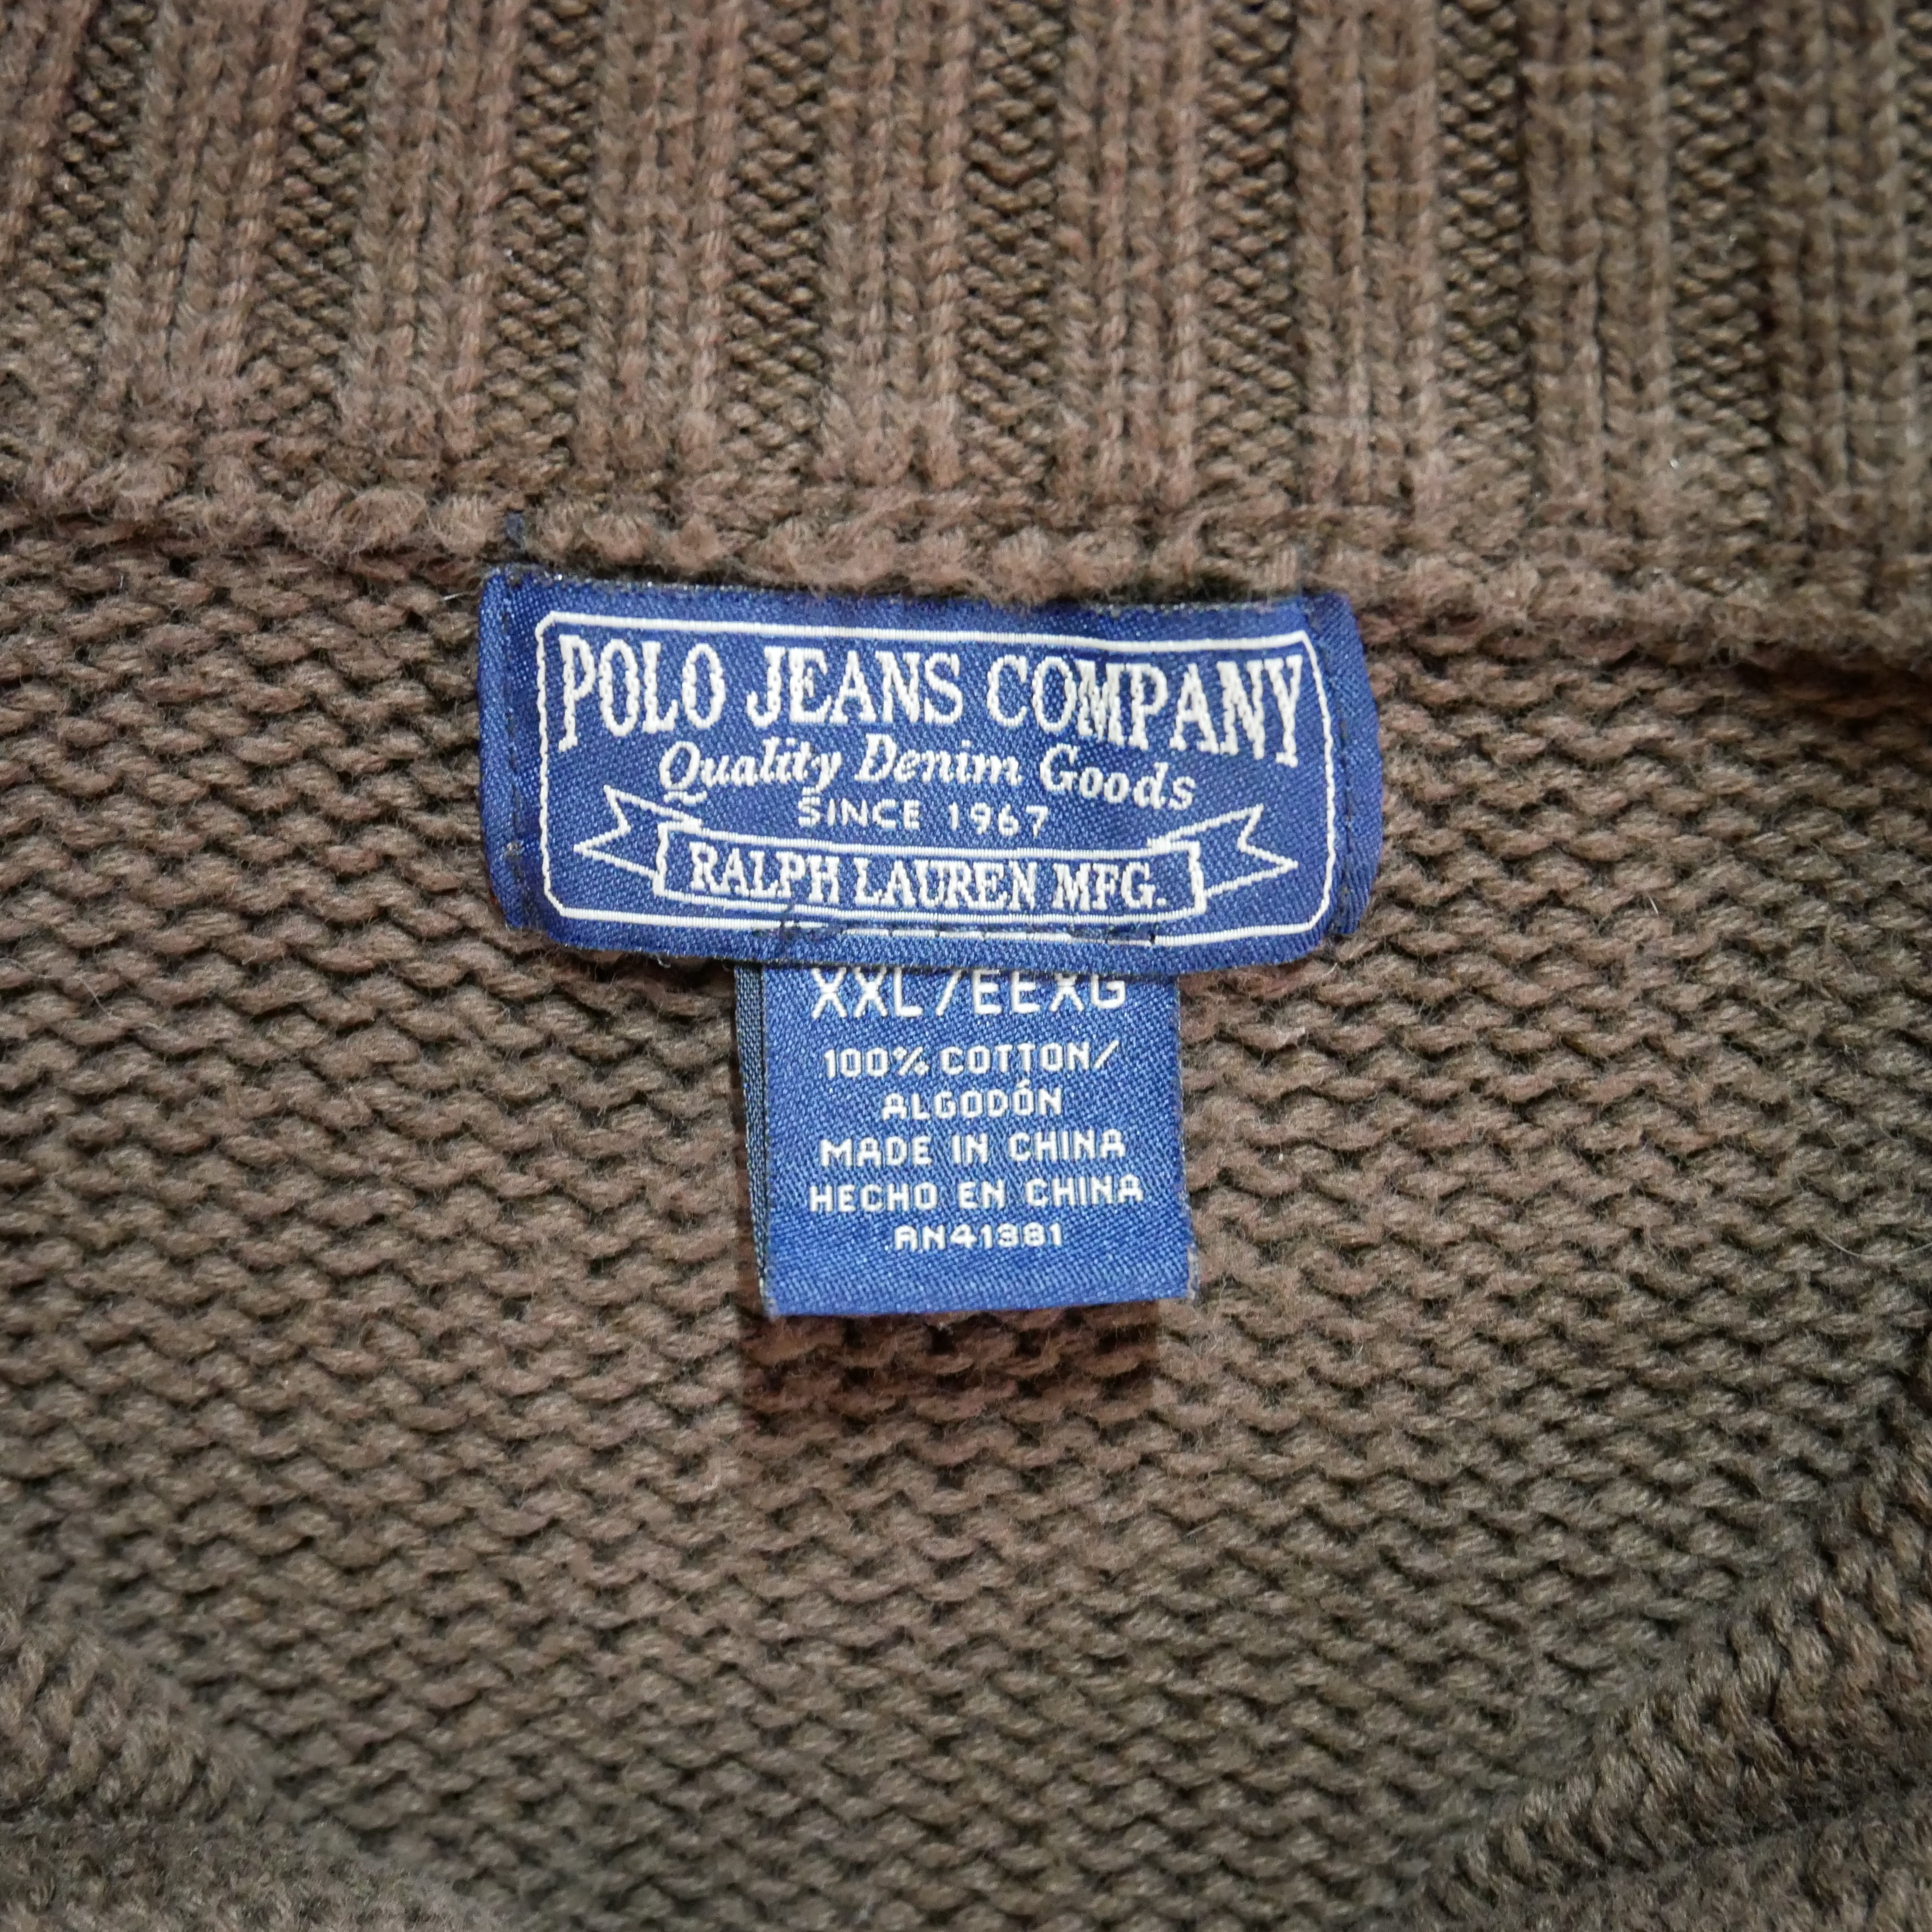 POLO JEANS COMPANY
Quality Denim Goods
SINCE 1967
RALPH LAUREN MFG.
XXL/EEXG
100% COTTON/
ALGODÓN
MADE IN CHINA
HECHO EN CHINA
RN41381